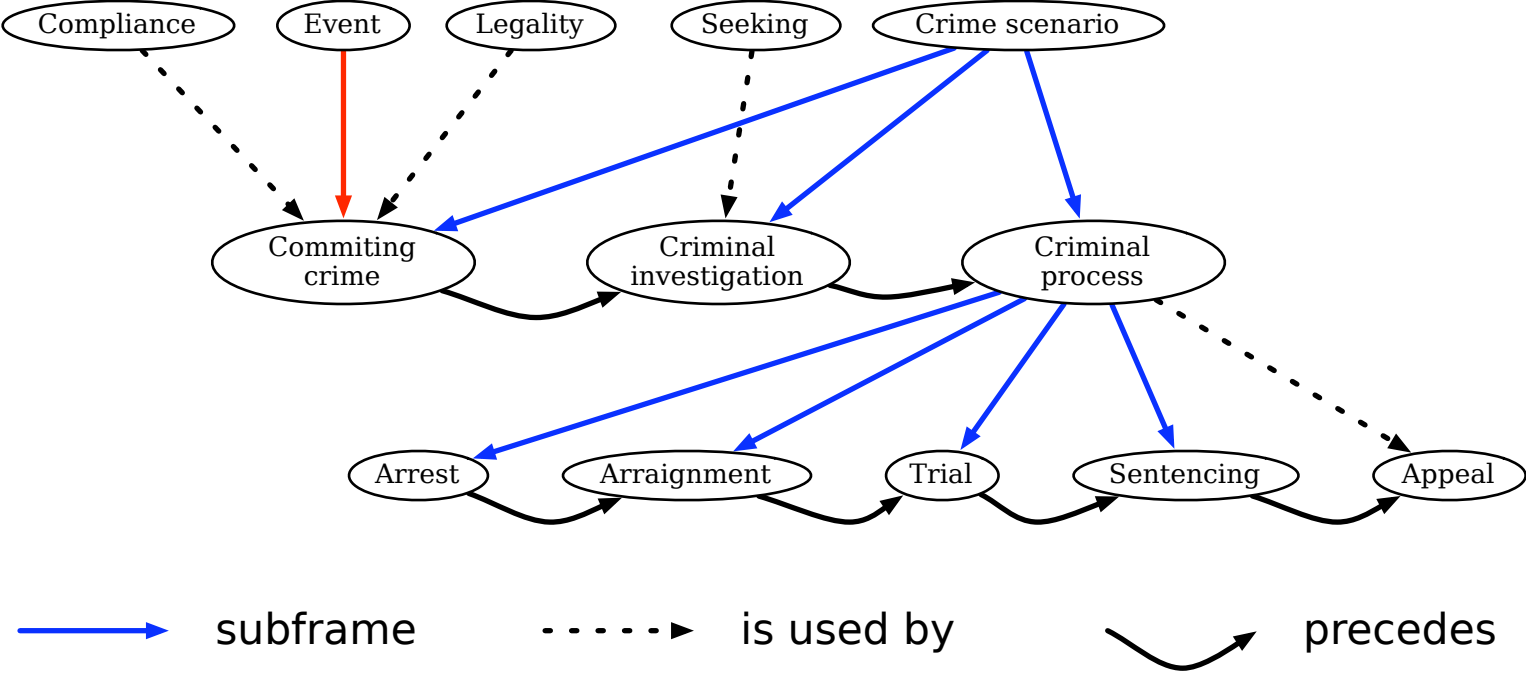 Compliance
Event
Legality
Seeking
Crime scenario
Commiting
crime
Criminal
investigation
Criminal
process
Arrest
Arraignment
Trial
Sentencing
Appeal
subframe
is used by
precedes